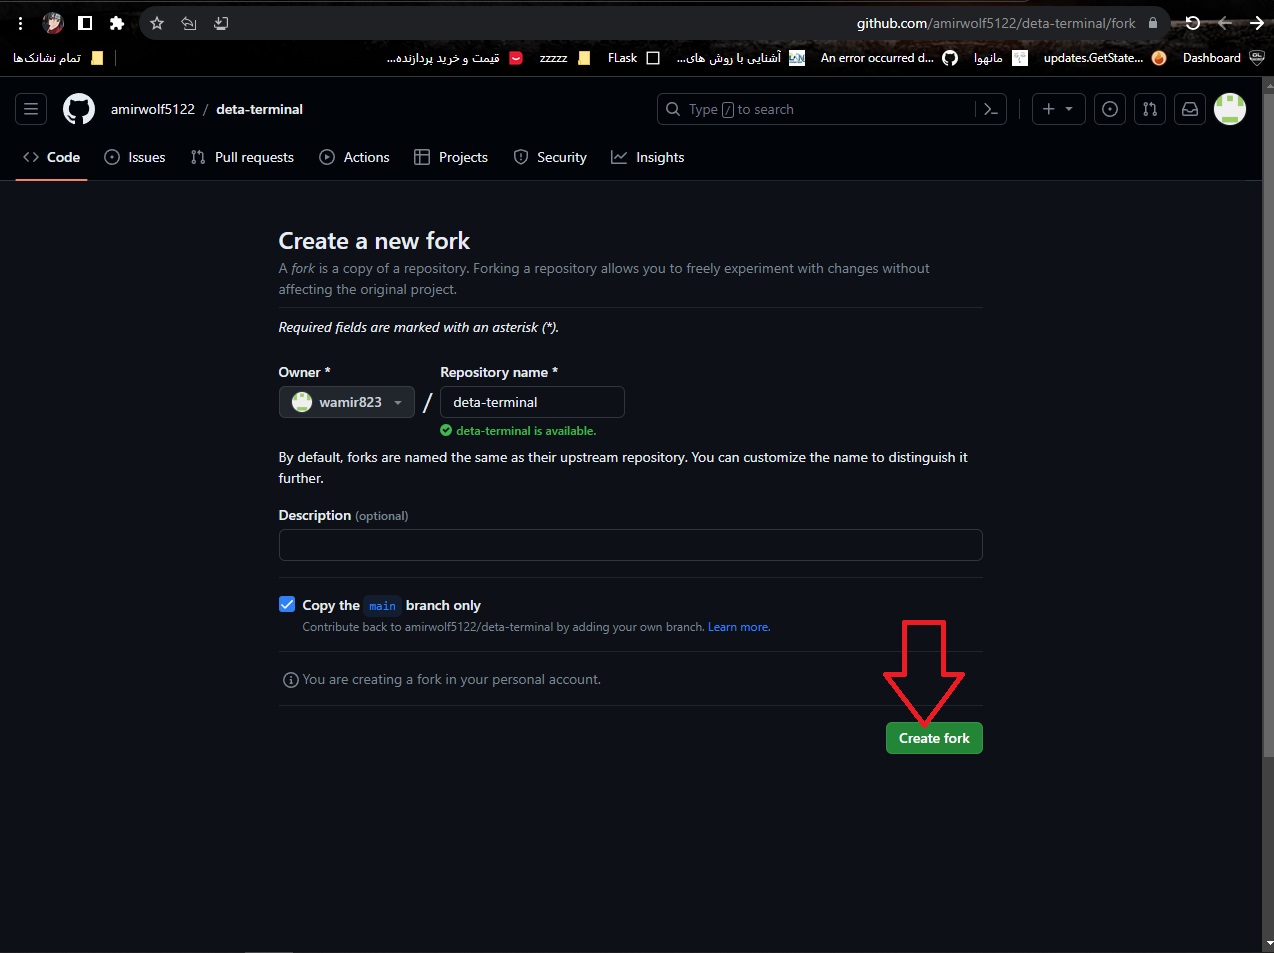 github.com/amirwolf5122/deta-terminal/fork
تمام نشانک‌ها
قیمت و خرید پردازنده...
zzzzz
FLask
آشنایی با روش های...
An error occurred d...
مانهوا
updates.GetState...
Dashboard
amirwolf5122 / deta-terminal
Type / to search
Code
Issues
Pull requests
Actions
Projects
Security
Insights
Create a new fork
A fork is a copy of a repository. Forking a repository allows you to freely experiment with changes without
affecting the original project.
Required fields are marked with an asterisk (*).
Owner *
Repository name *
wamir823 / deta-terminal
deta-terminal is available.
By default, forks are named the same as their upstream repository. You can customize the name to distinguish it
further.
Description (optional)
Copy the main branch only
Contribute back to amirwolf5122/deta-terminal by adding your own branch. Learn more.
You are creating a fork in your personal account.
Create fork